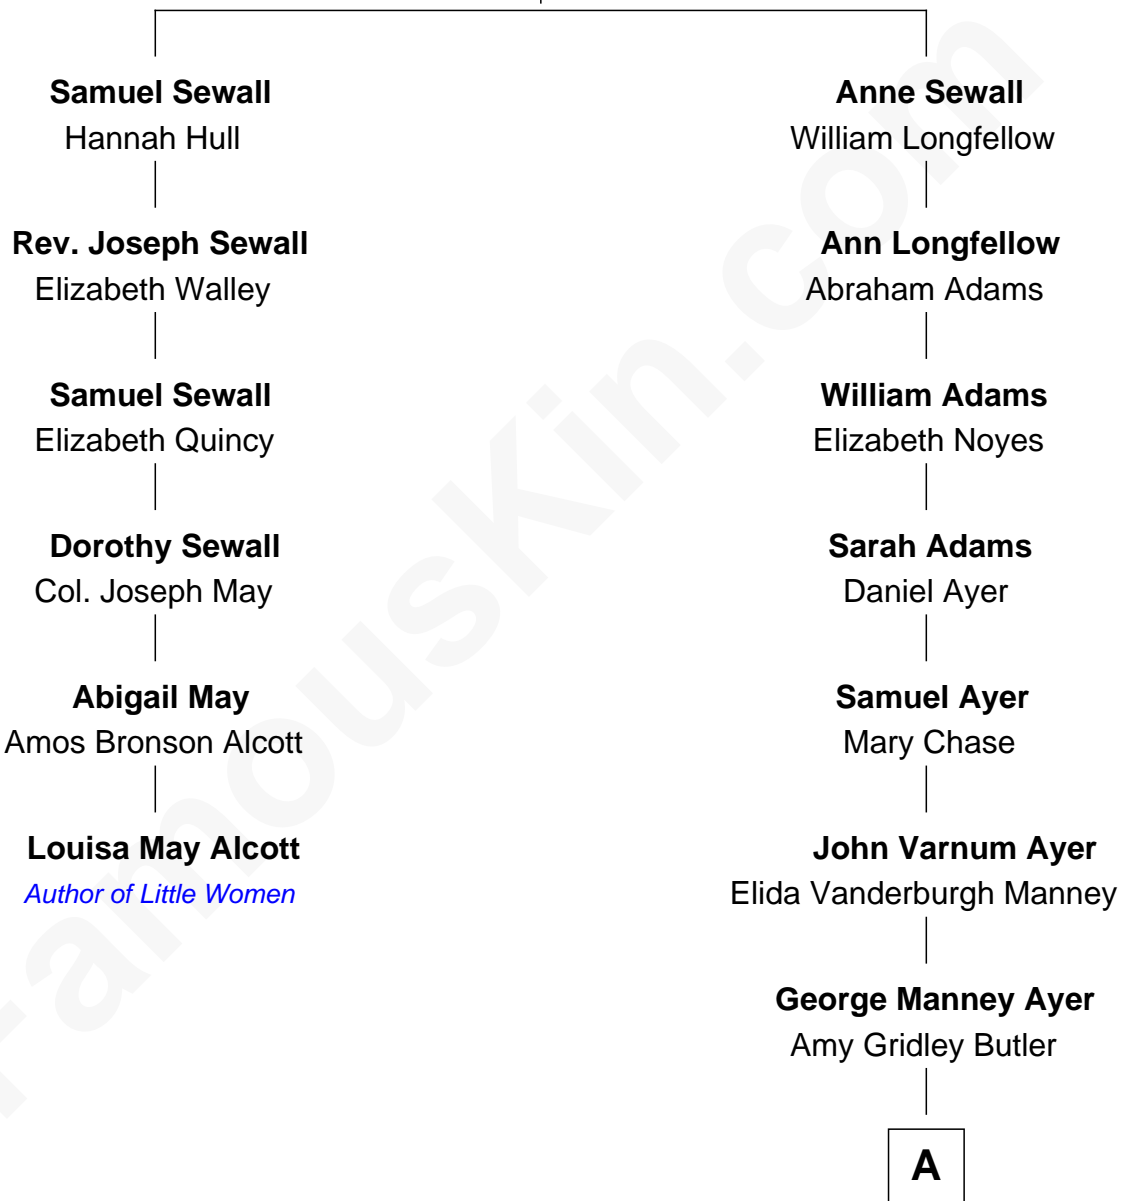 Samuel Sewall
Hannah Hull
Rev. Joseph Sewall
Elizabeth Walley
Samuel Sewall
Elizabeth Quincy
Dorothy Sewall
Col. Joseph May
Abigail May
Amos Bronson Alcott
Louisa May Alcott
Author of Little Women
Anne Sewall
William Longfellow
Ann Longfellow
Abraham Adams
William Adams
Elizabeth Noyes
Sarah Adams
Daniel Ayer
Samuel Ayer
Mary Chase
John Varnum Ayer
Elida Vanderburgh Manney
George Manney Ayer
Amy Gridley Butler
A
FamousKin.com